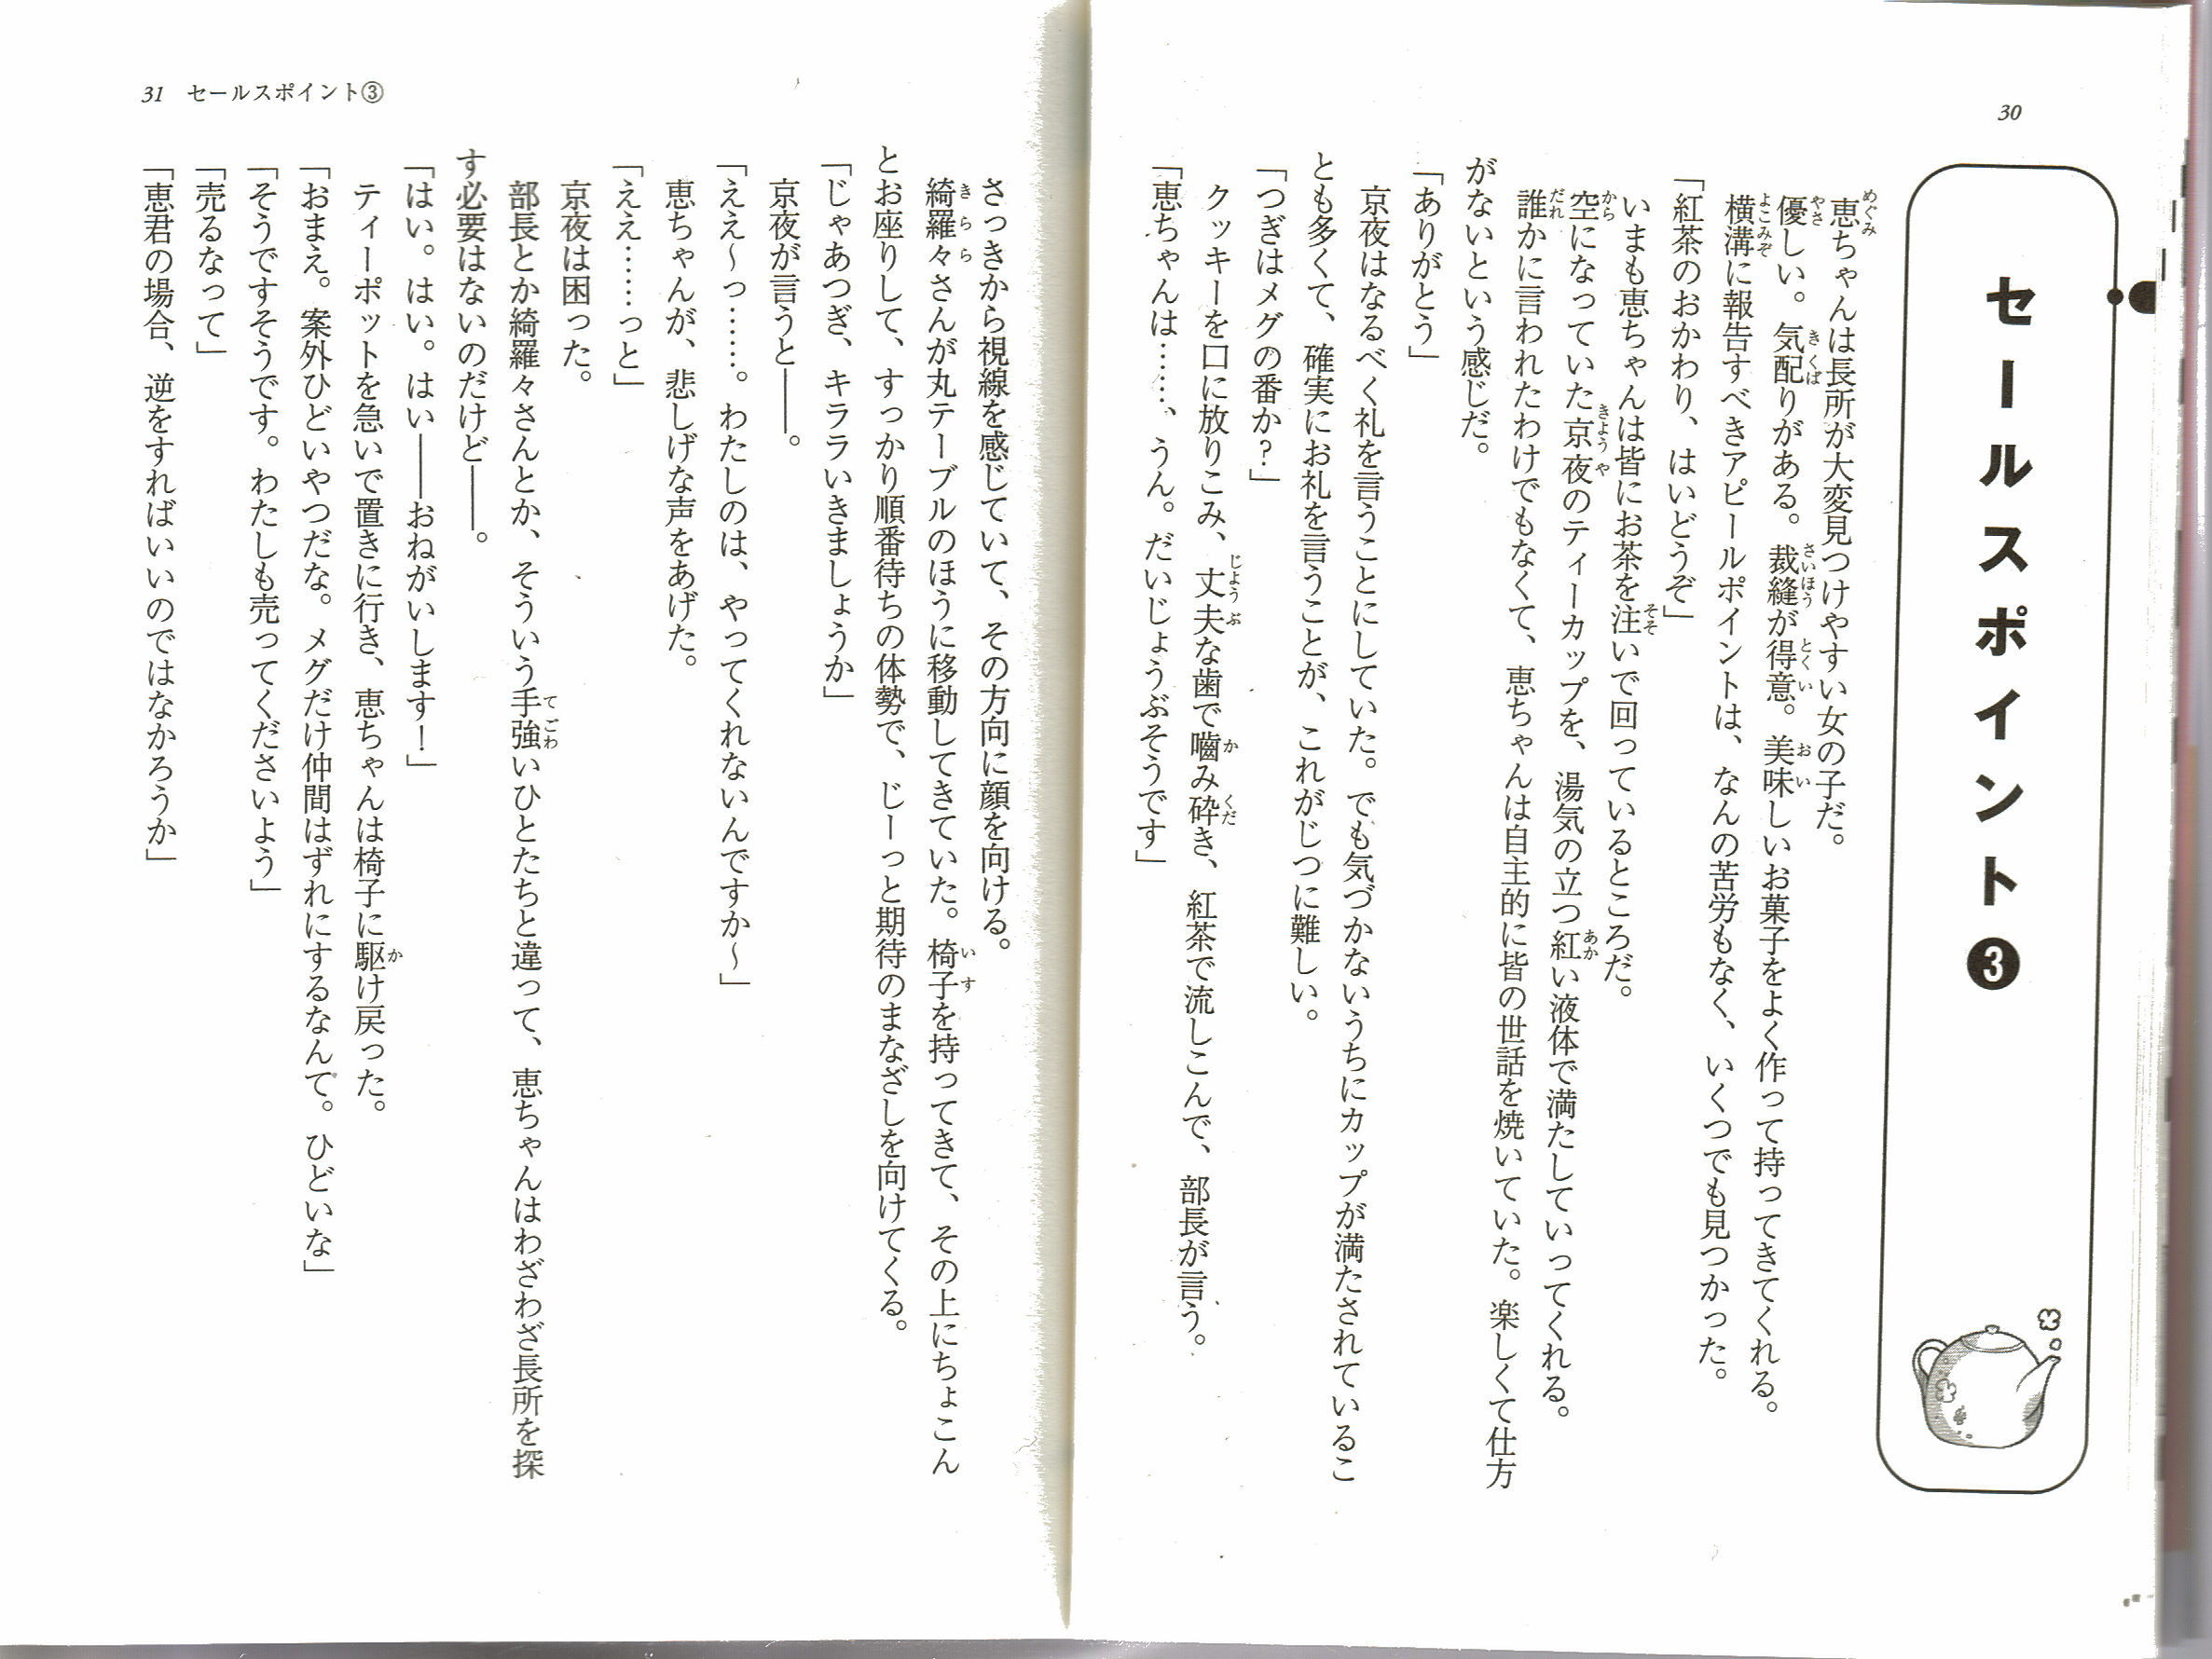 30
セールスポイント❸
恵ちゃんは長所が大変見つけやすい女の子だ。
優しい。気配りがある。裁縫が得意。美味しいお菓子をよく作って持ってきてくれる。
横溝に報告すべきアピールポイントは、なんの苦労もなく、いくつでも見つかった。
「紅茶のおかわり、はいどうぞ」
いまも恵ちゃんは皆にお茶を注いで回っているところだ。
空になっていた京夜のティーカップを、湯気の立つ紅い液体で満たしていってくれる。
誰かに言われたわけでもなくて、恵ちゃんは自主的に皆の世話を焼いていた。楽しくて仕方
がないという感じだ。
「ありがとう」
京夜はなるべく礼を言うことにしていた。でも気づかないうちにカップが満たされているこ
とも多くて、確実にお礼を言うことが、これがじつに難しい。
「つぎはメグの番か?」
クッキーを口に放りこみ、丈夫な歯で噛み砕き、紅茶で流しこんで、部長が言う。
「恵ちゃんは……、うん。だいじょうぶそうです」
31 セールスポイント③
さっきから視線を感じていて、その方向に顔を向ける。
綺羅々さんが丸テーブルのほうに移動してきていた。椅子を持ってきて、その上にちょこん
とお座りして、すっかり順番待ちの体勢で、じーっと期待のまなざしを向けてくる。
「じゃあつぎ、キララいきましょうか」
京夜が言うと――。
「ええ〜っ……。わたしのは、やってくれないんですか〜」
恵ちゃんが、悲しげな声をあげた。
「ええ……っと」
京夜は困った。
部長とか綺羅々さんとか、そういう手強いひとたちと違って、恵ちゃんはわざわざ長所を探
す必要はないのだけど――。
「はい。はい。はい――おねがいします!」
ティーポットを急いで置きに行き、恵ちゃんは椅子に駆け戻った。
「おまえ。案外ひどいやつだな。メグだけ仲間はずれにするなんて。ひどいな」
「そうですそうです。わたしも売ってくださいよう」
「売るなって」
「恵君の場合、逆をすればいいのではなかろうか」